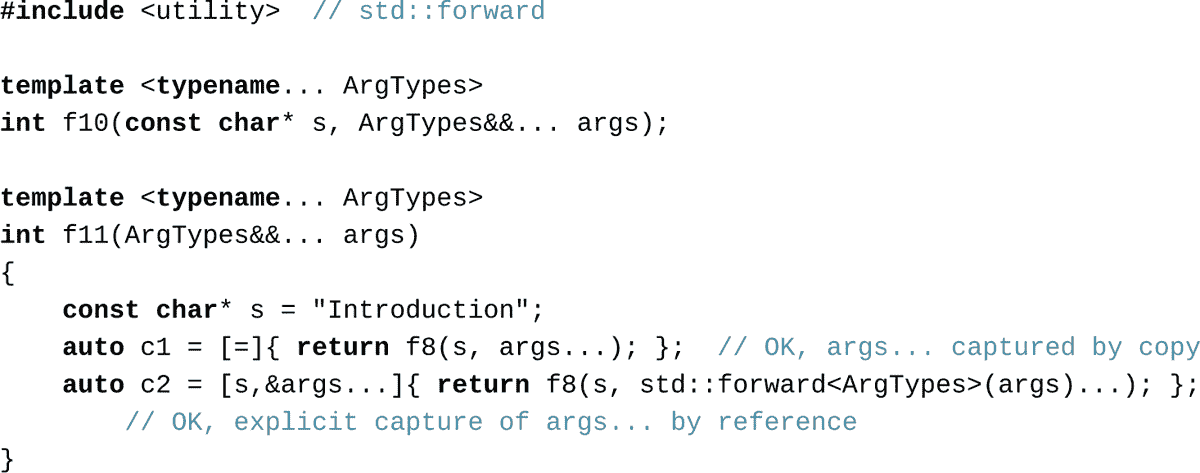 #include <utility>  // std::forward

template <typename... ArgTypes>
int f10(const char* s, ArgTypes&&... args);

template <typename... ArgTypes>
int f11(ArgTypes&&... args)
{
    const char* s = "Introduction";
    auto c1 = [=]{ return f8(s, args...); };  // OK, args... captured by copy
    auto c2 = [s,&args...]{ return f8(s, std::forward<ArgTypes>(args)...); };
        // OK, explicit capture of args... by reference
}